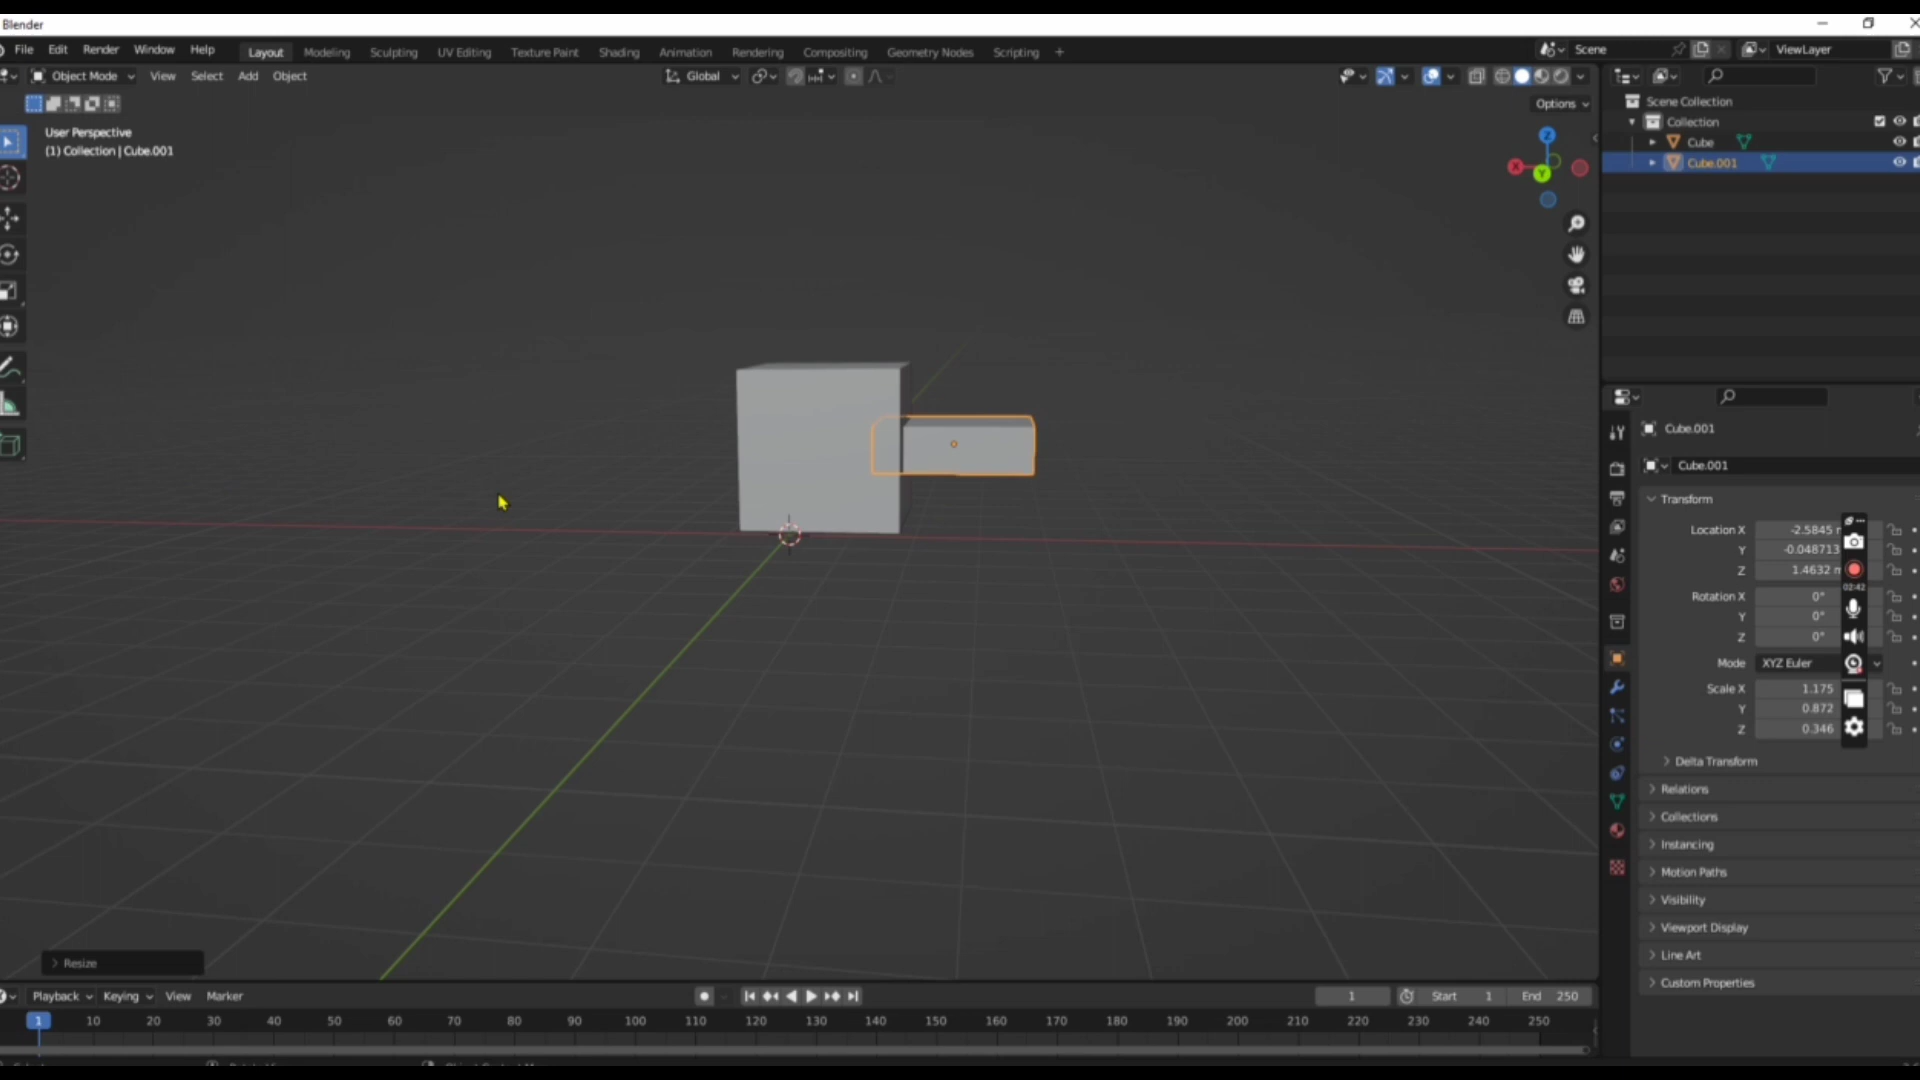 Blender
File Edit Render Window Help Layout Modeling Sculpting UV Editing Texture Paint Shading Animation Rendering Compositing Geometry Nodes Scripting + Scene ViewLayer
Object Mode View Select Add Object Global
Options
User Perspective
(1) Collection | Cube.001
Z
X
Y
Scene Collection
Collection
Cube
Cube.001
Cube.001
Cube.001
Transform
Location X -2.5845
Y -0.048713
Z 1.4632
02:42
Rotation X 0°
Y 0°
Z 0°
Mode XYZ Euler
Scale X 1.175
Y 0.872
Z 0.346
Delta Transform
Relations
Collections
Instancing
Motion Paths
Visibility
Viewport Display
Line Art
Custom Properties
Resize
Playback Keying View Marker 1 Start 1 End 250
1 10 20 30 40 50 60 70 80 90 100 110 120 130 140 150 160 170 180 190 200 210 220 230 240 250